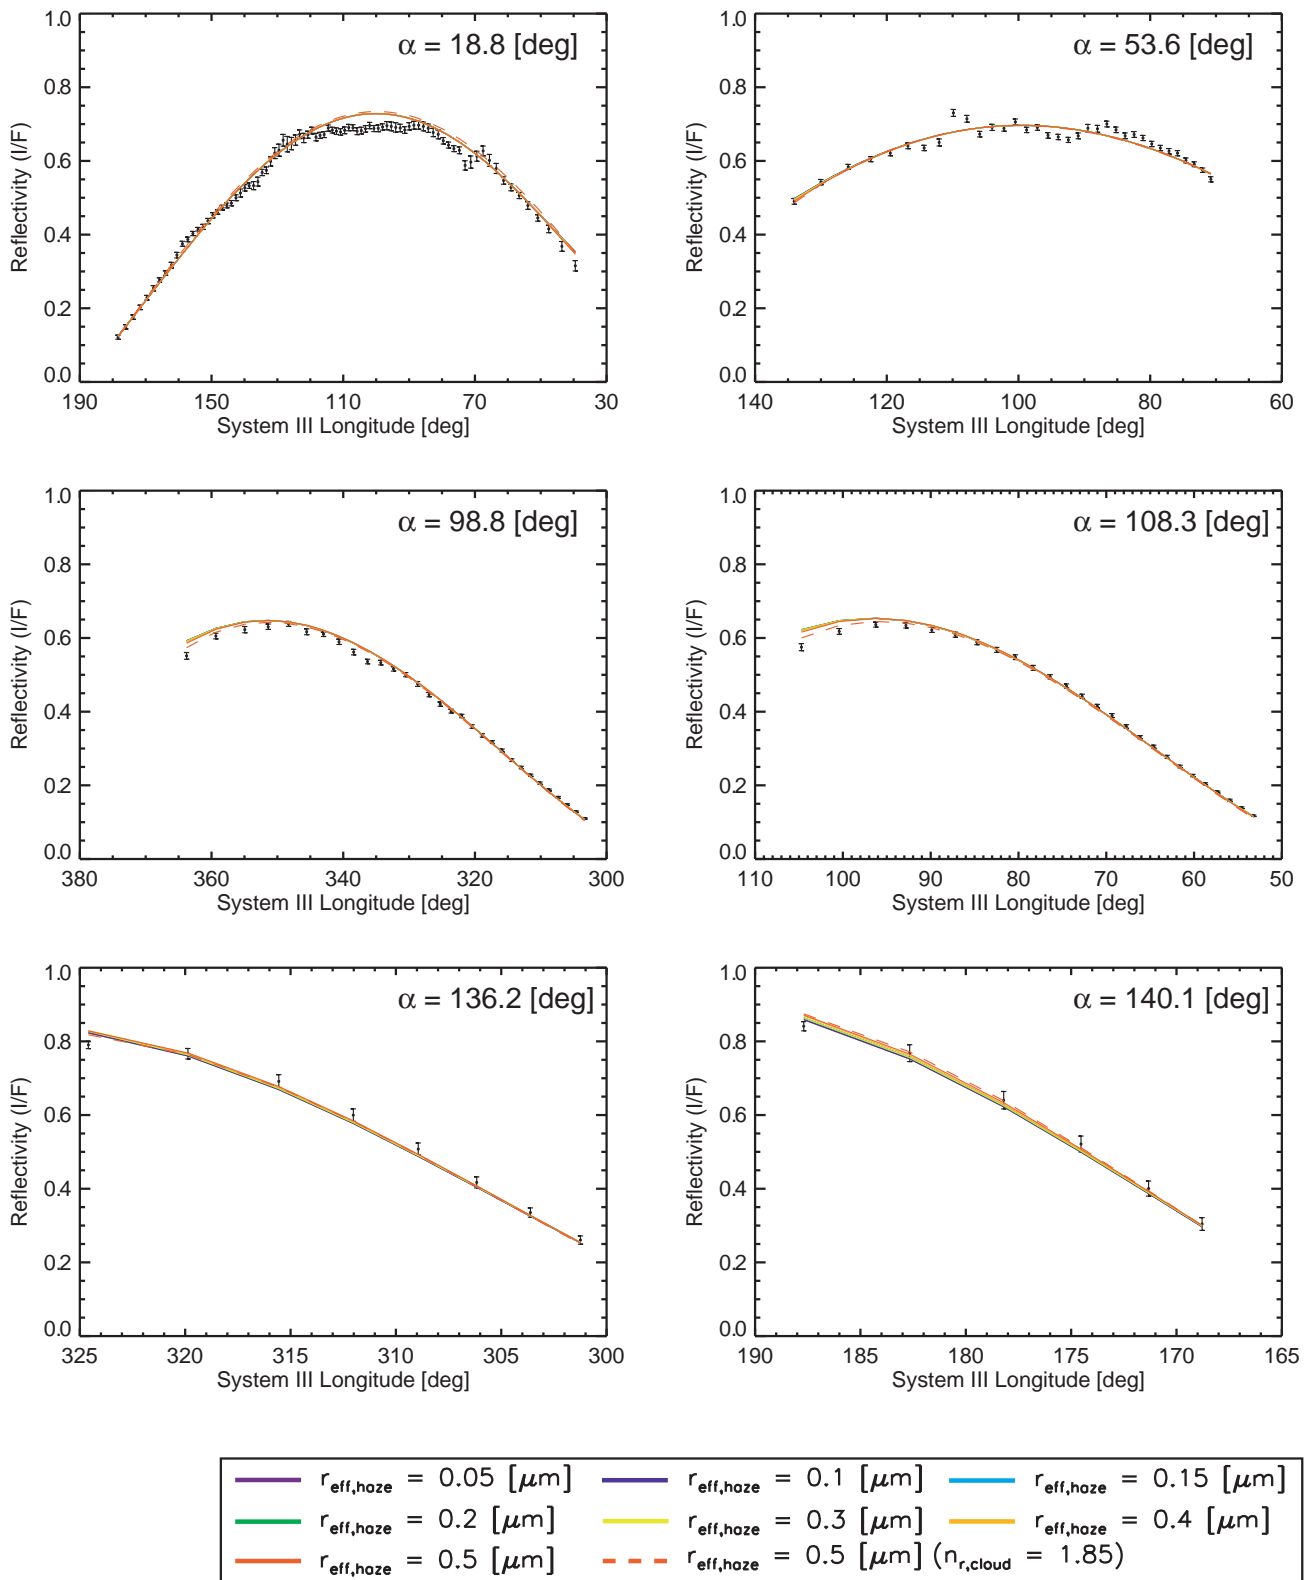 α = 18.8 [deg]
Reflectivity (I/F)
1.0
0.8
0.6
0.4
0.2
0.0
190 150 110 70 30
System III Longitude [deg]
α = 53.6 [deg]
Reflectivity (I/F)
1.0
0.8
0.6
0.4
0.2
0.0
140 120 100 80 60
System III Longitude [deg]
α = 98.8 [deg]
Reflectivity (I/F)
1.0
0.8
0.6
0.4
0.2
0.0
380 360 340 320 300
System III Longitude [deg]
α = 108.3 [deg]
Reflectivity (I/F)
1.0
0.8
0.6
0.4
0.2
0.0
110 100 90 80 70 60 50
System III Longitude [deg]
α = 136.2 [deg]
Reflectivity (I/F)
1.0
0.8
0.6
0.4
0.2
0.0
325 320 315 310 305 300
System III Longitude [deg]
α = 140.1 [deg]
Reflectivity (I/F)
1.0
0.8
0.6
0.4
0.2
0.0
190 185 180 175 170 165
System III Longitude [deg]
r_eff,haze = 0.05 [μm] r_eff,haze = 0.1 [μm] r_eff,haze = 0.15 [μm]
r_eff,haze = 0.2 [μm] r_eff,haze = 0.3 [μm] r_eff,haze = 0.4 [μm]
r_eff,haze = 0.5 [μm] r_eff,haze = 0.5 [μm] (n_r,cloud = 1.85)